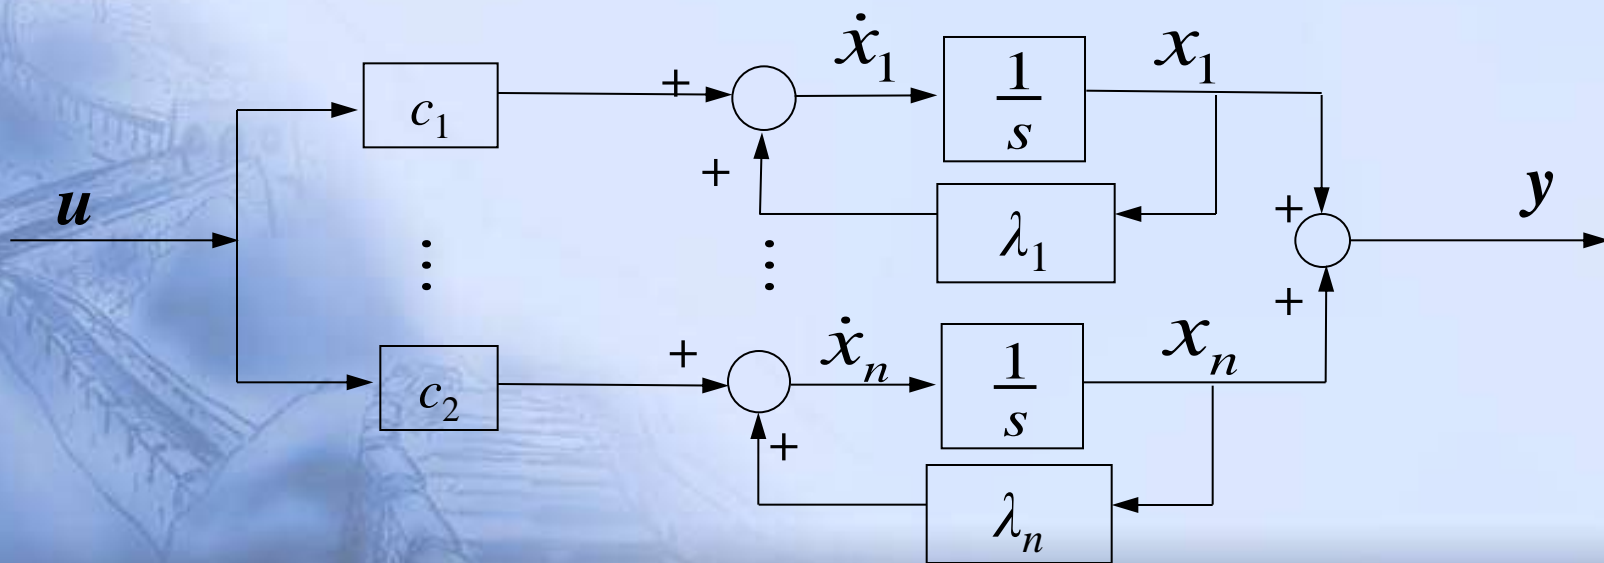 ẋ₁ 1/s x₁
+ c₁
+
u λ₁ + y
⋮ ⋮
+
ẋₙ 1/s xₙ
+ c₂
+
λₙ